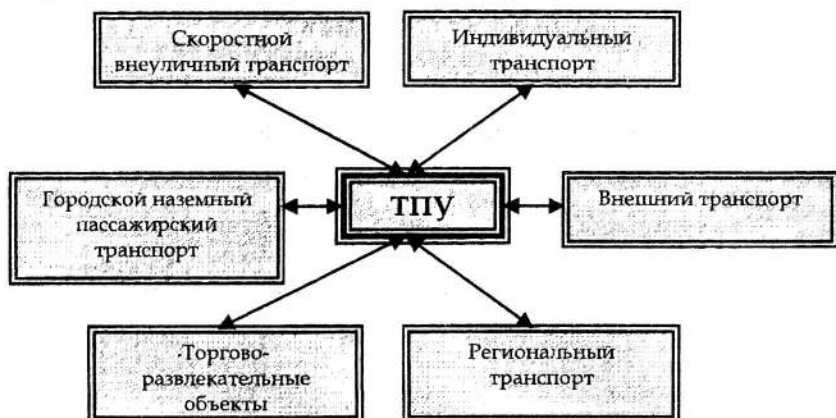 Скоростной
внеуличный транспорт
Индивидуальный
транспорт
Городской наземный
пассажирский
транспорт
ТПУ
Внешний транспорт
Торгово-
развлекательные
объекты
Региональный
транспорт